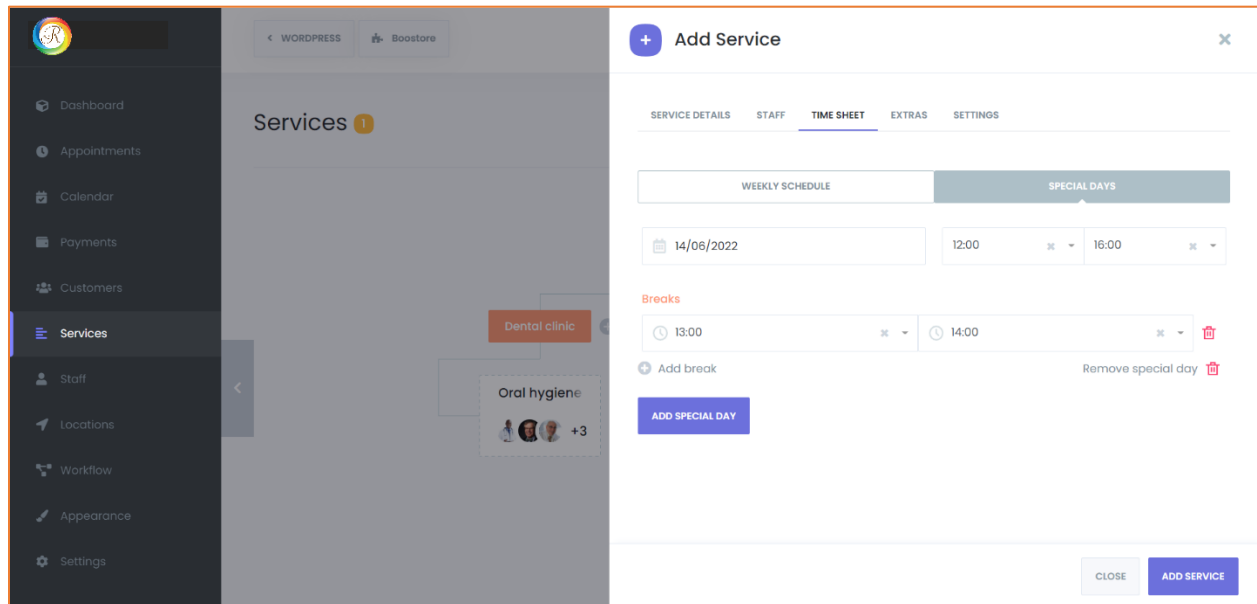 R
Dashboard
Appointments
Calendar
Payments
Customers
Services
Staff
Locations
Workflow
Appearance
Settings
< WORDPRESS
Boostore
Services 1
Dental clinic
Oral hygiene
+3
Add Service
SERVICE DETAILS STAFF TIME SHEET EXTRAS SETTINGS
WEEKLY SCHEDULE SPECIAL DAYS
14/06/2022 12:00 16:00
Breaks
13:00 14:00
Add break Remove special day
ADD SPECIAL DAY
CLOSE ADD SERVICE